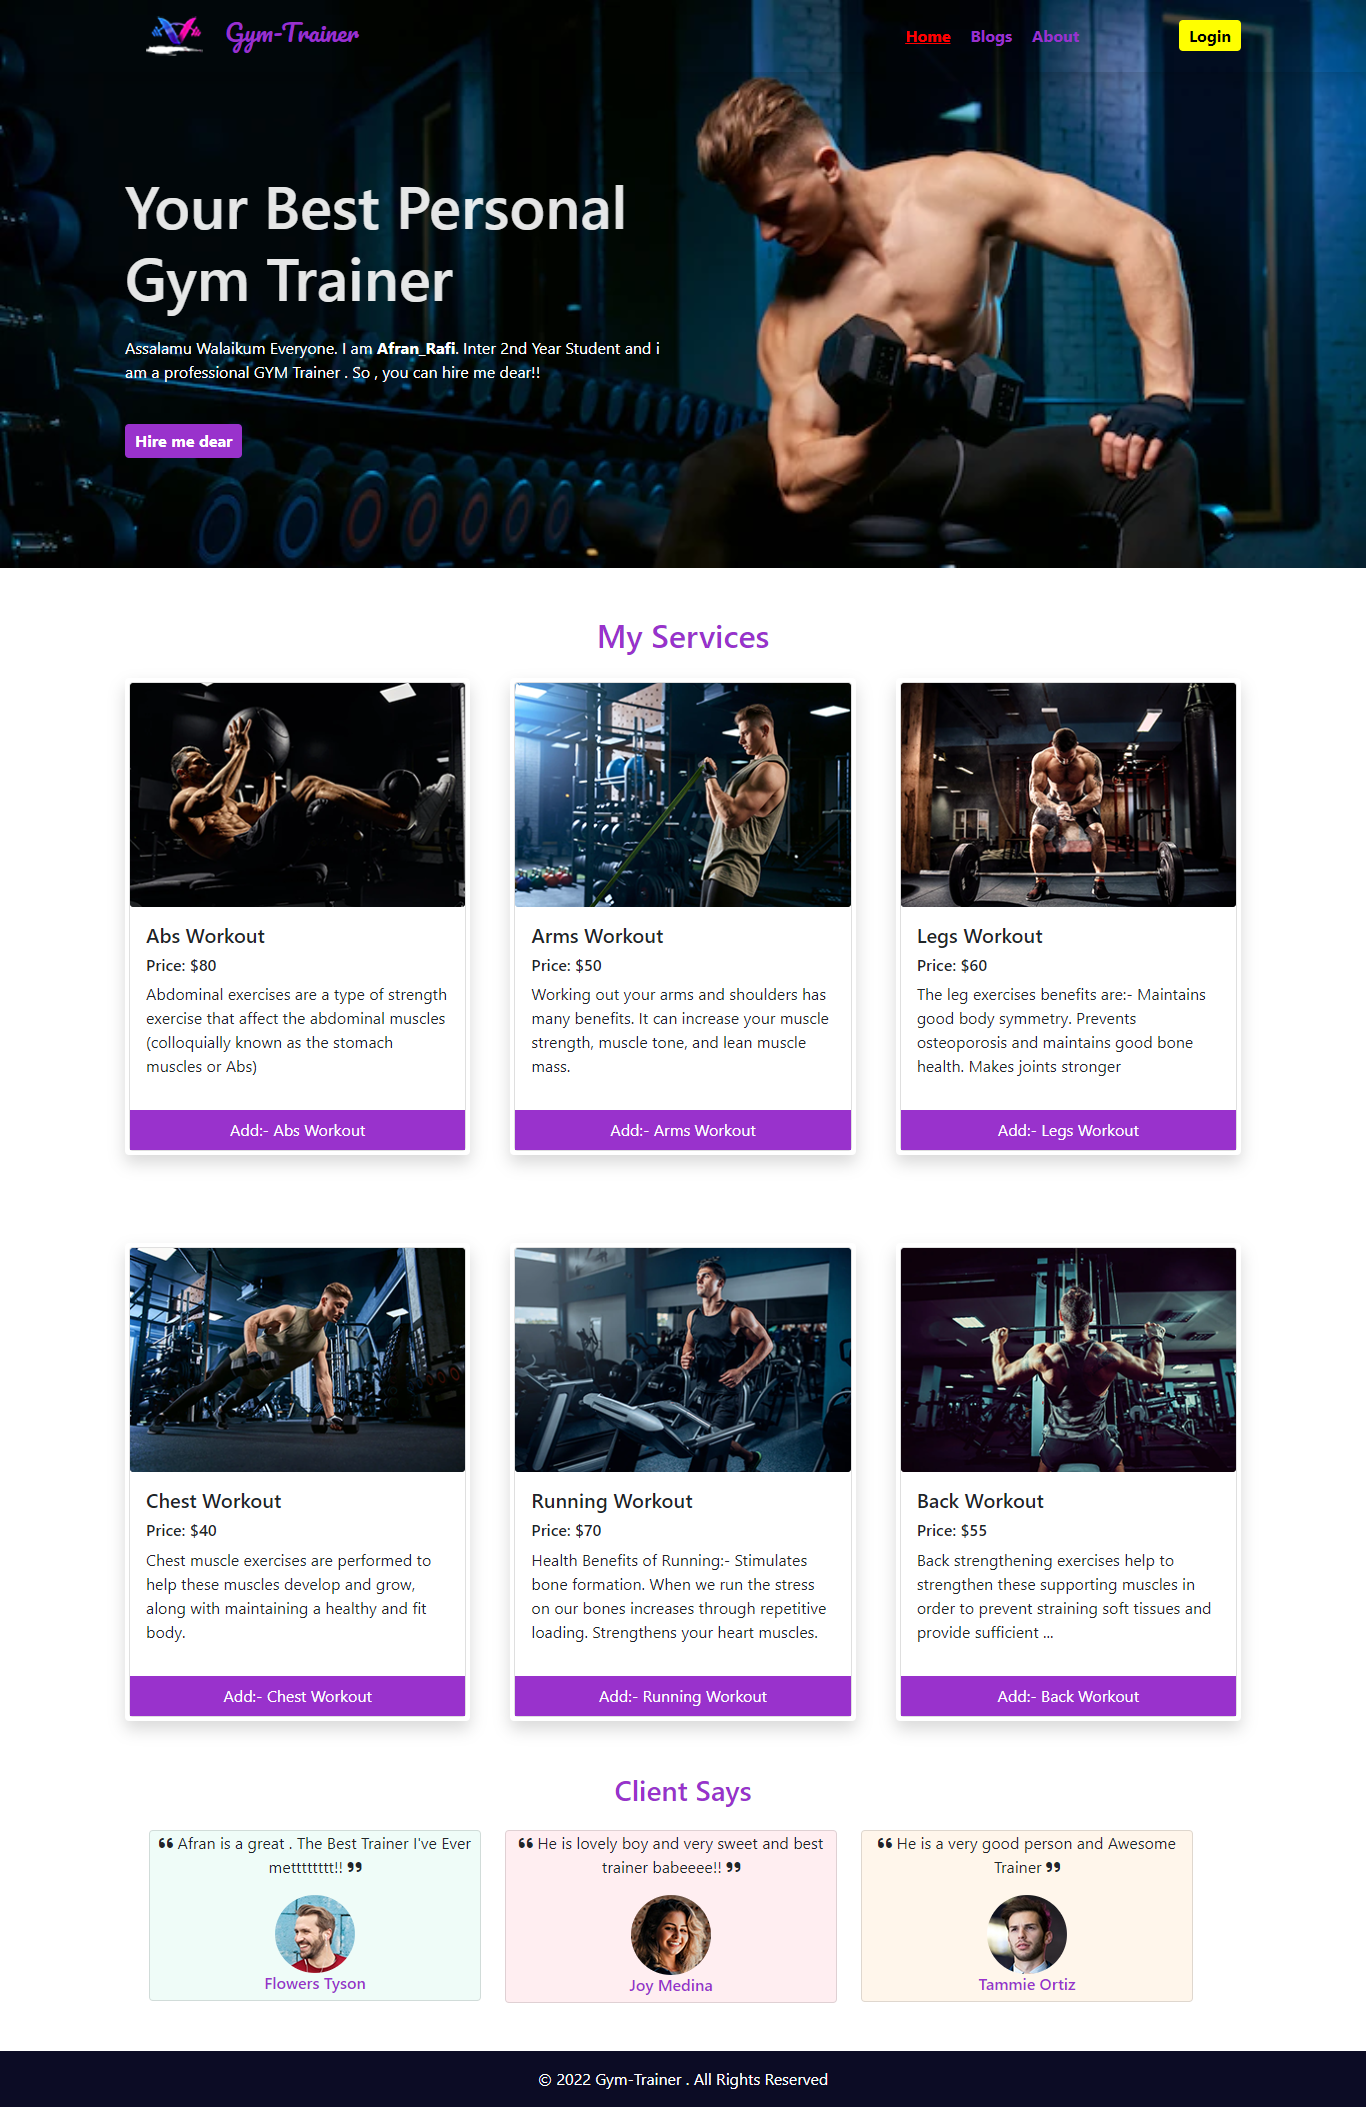 Gym-Trainer
Home Blogs About
Login
Your Best Personal
Gym Trainer
Assalamu Walaikum Everyone. I am Afran_Rafi. Inter 2nd Year Student and i
am a professional GYM Trainer . So , you can hire me dear!!
Hire me dear
My Services
Abs Workout
Price: $80
Abdominal exercises are a type of strength
exercise that affect the abdominal muscles
(colloquially known as the stomach
muscles or Abs)
Add:- Abs Workout
Arms Workout
Price: $50
Working out your arms and shoulders has
many benefits. It can increase your muscle
strength, muscle tone, and lean muscle
mass.
Add:- Arms Workout
Legs Workout
Price: $60
The leg exercises benefits are:- Maintains
good body symmetry. Prevents
osteoporosis and maintains good bone
health. Makes joints stronger
Add:- Legs Workout
Chest Workout
Price: $40
Chest muscle exercises are performed to
help these muscles develop and grow,
along with maintaining a healthy and fit
body.
Add:- Chest Workout
Running Workout
Price: $70
Health Benefits of Running:- Stimulates
bone formation. When we run the stress
on our bones increases through repetitive
loading. Strengthens your heart muscles.
Add:- Running Workout
Back Workout
Price: $55
Back strengthening exercises help to
strengthen these supporting muscles in
order to prevent straining soft tissues and
provide sufficient ...
Add:- Back Workout
Client Says
❝ Afran is a great . The Best Trainer I've Ever
metttttttt!! ❞
Flowers Tyson
❝ He is lovely boy and very sweet and best
trainer babeeee!! ❞
Joy Medina
❝ He is a very good person and Awesome
Trainer ❞
Tammie Ortiz
© 2022 Gym-Trainer . All Rights Reserved